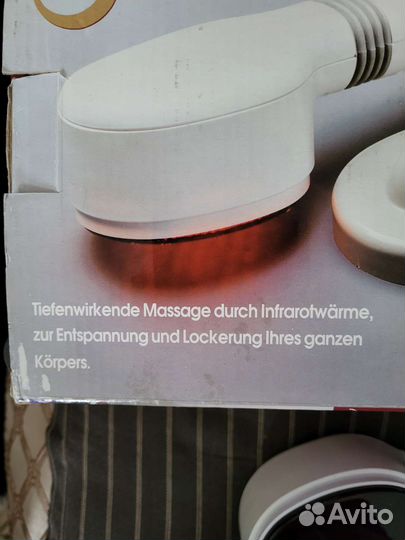 Tiefenwirkende Massage durch Infrarotwärme,
zur Entspannung und Lockerung Ihres ganzen
Körpers.
Avito